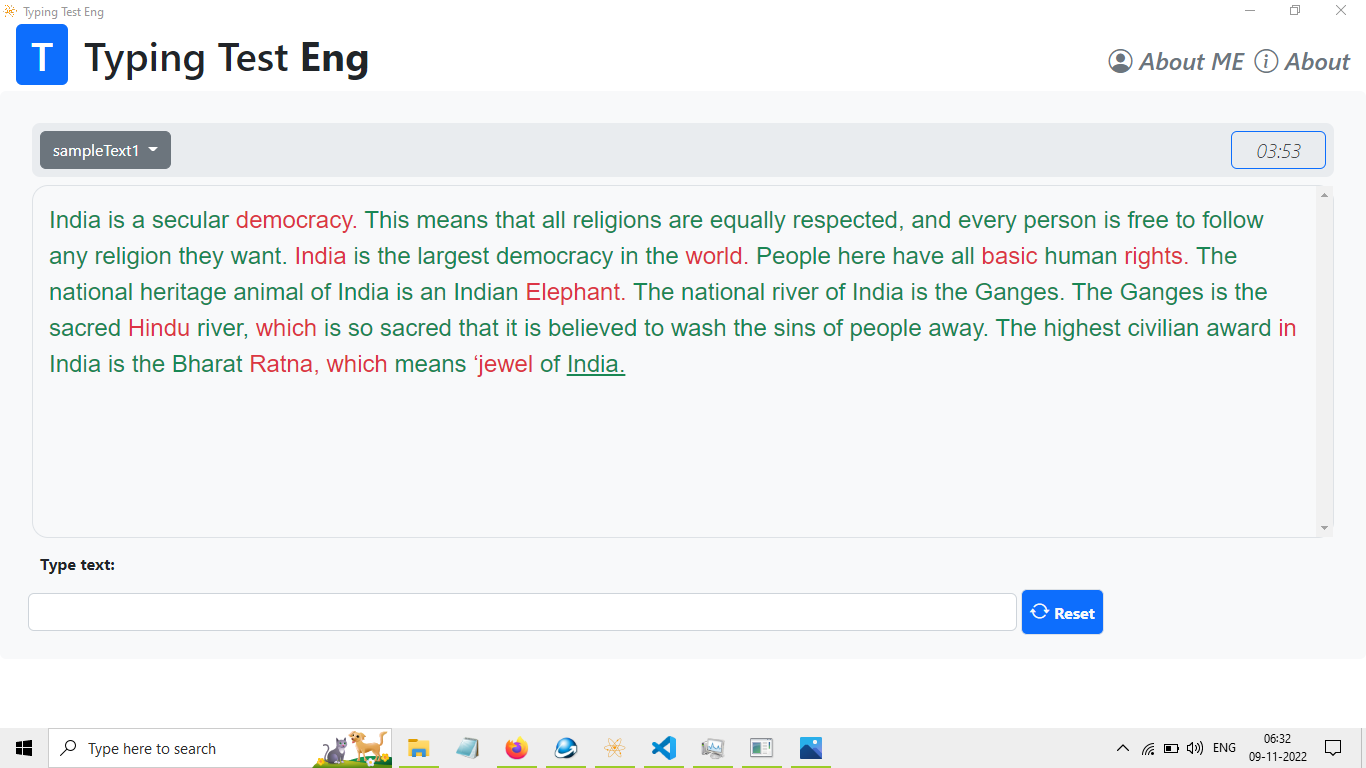 Typing Test Eng
T Typing Test Eng
About ME About
sampleText1
03:53
India is a secular democracy. This means that all religions are equally respected, and every person is free to follow
any religion they want. India is the largest democracy in the world. People here have all basic human rights. The
national heritage animal of India is an Indian Elephant. The national river of India is the Ganges. The Ganges is the
sacred Hindu river, which is so sacred that it is believed to wash the sins of people away. The highest civilian award in
India is the Bharat Ratna, which means ‘jewel of India.
Type text:
Reset
Type here to search
ENG
06:32
09-11-2022